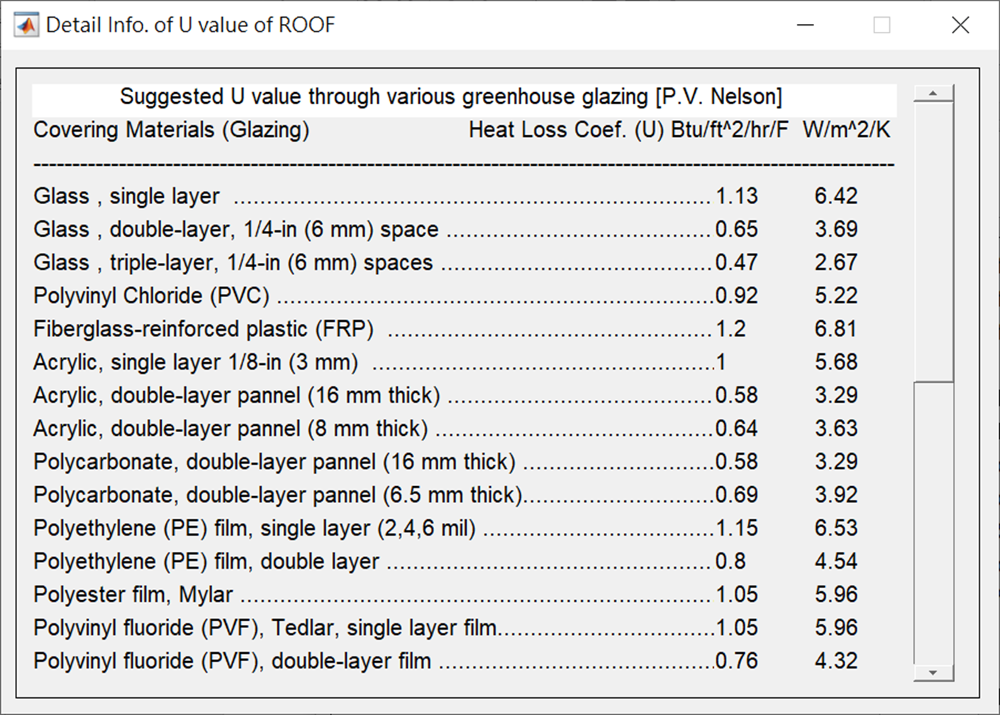 Detail Info. of U value of ROOF
Suggested U value through various greenhouse glazing [P.V. Nelson]
Covering Materials (Glazing) Heat Loss Coef. (U) Btu/ft^2/hr/F W/m^2/K
--------------------------------------------------------------------------------------------------------------
Glass , single layer ........................................................................ 1.13 6.42
Glass , double-layer, 1/4-in (6 mm) space ........................................ 0.65 3.69
Glass , triple-layer, 1/4-in (6 mm) spaces ......................................... 0.47 2.67
Polyvinyl Chloride (PVC) .................................................................. 0.92 5.22
Fiberglass-reinforced plastic (FRP) ................................................. 1.2 6.81
Acrylic, single layer 1/8-in (3 mm) .................................................... 1 5.68
Acrylic, double-layer pannel (16 mm thick) ........................................ 0.58 3.29
Acrylic, double-layer pannel (8 mm thick) .......................................... 0.64 3.63
Polycarbonate, double-layer pannel (16 mm thick) ............................. 0.58 3.29
Polycarbonate, double-layer pannel (6.5 mm thick)............................. 0.69 3.92
Polyethylene (PE) film, single layer (2,4,6 mil) ................................... 1.15 6.53
Polyethylene (PE) film, double layer ................................................. 0.8 4.54
Polyester film, Mylar ....................................................................... 1.05 5.96
Polyvinyl fluoride (PVF), Tedlar, single layer film................................. 1.05 5.96
Polyvinyl fluoride (PVF), double-layer film .......................................... 0.76 4.32